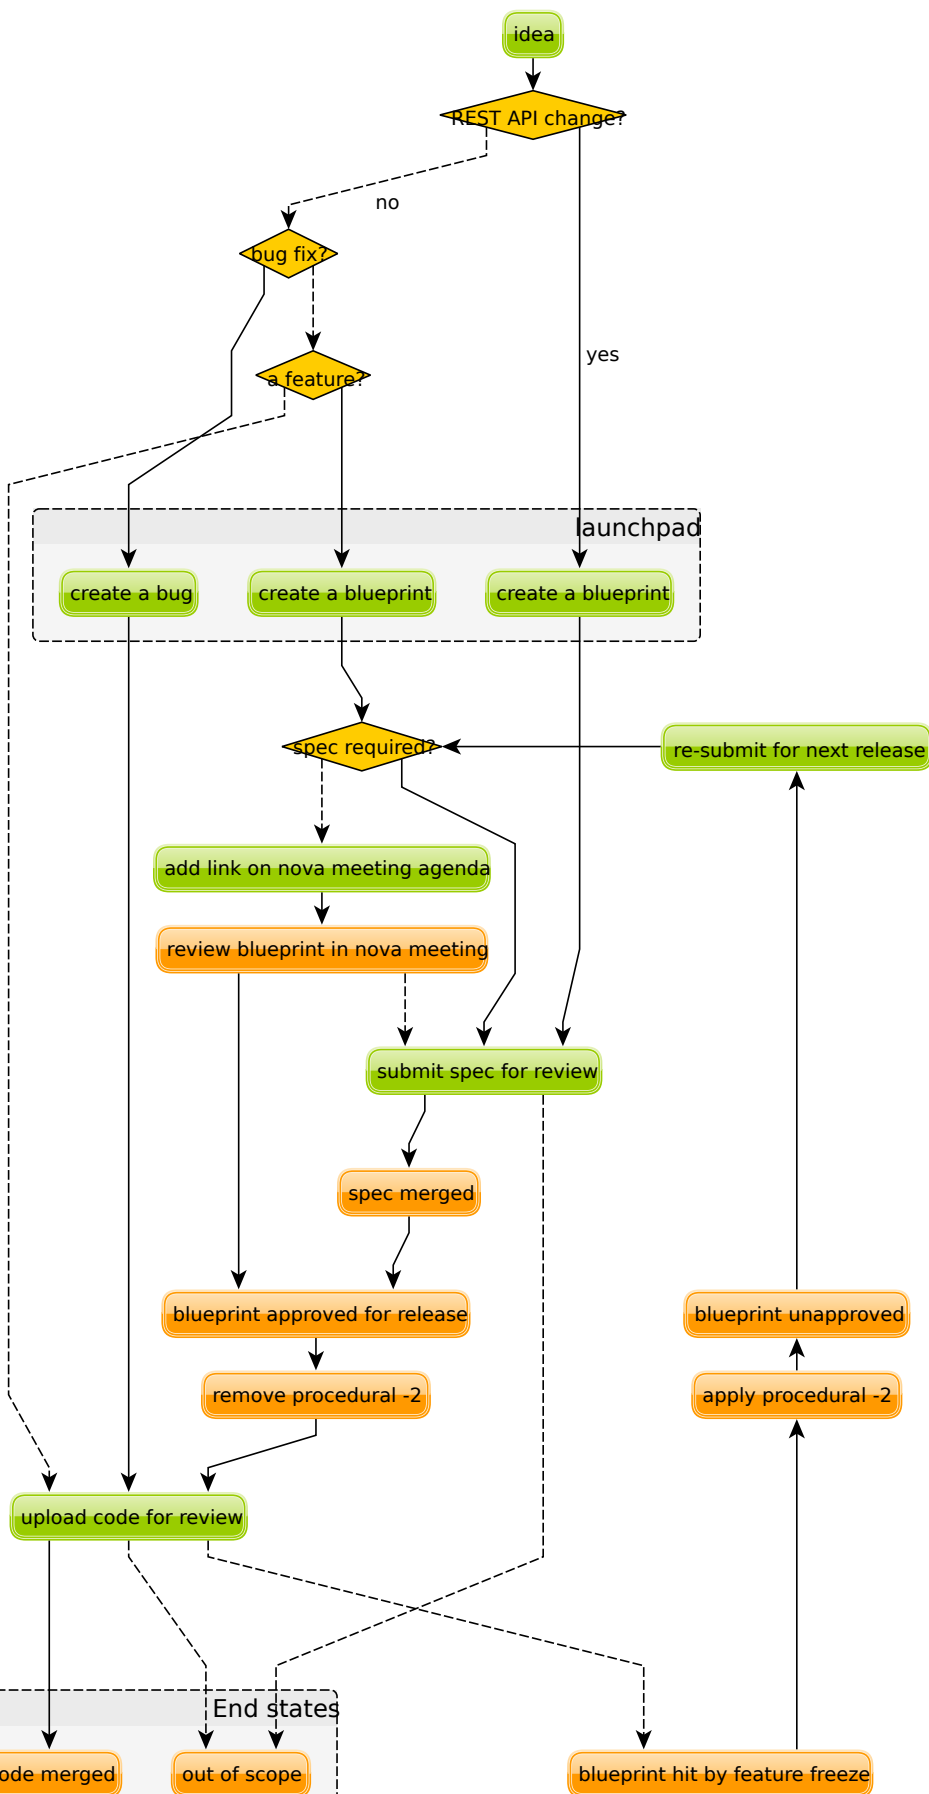 idea
REST API change?
no
bug fix?
yes
a feature?
launchpad
create a bug
create a blueprint
create a blueprint
spec required?
re-submit for next release
add link on nova meeting agenda
review blueprint in nova meeting
submit spec for review
spec merged
blueprint approved for release
blueprint unapproved
remove procedural -2
apply procedural -2
upload code for review
End states
ode merged
out of scope
blueprint hit by feature freeze